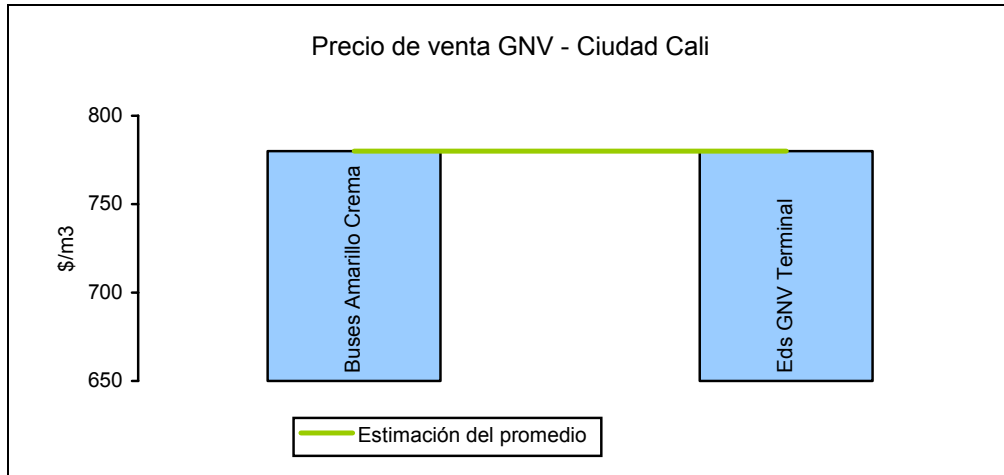 Precio de venta GNV - Ciudad Cali
800
750
700
650
$/m3
Buses Amarillo Crema
Eds GNV Terminal
Estimación del promedio